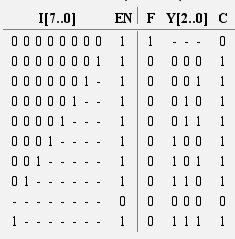 I[7..0] EN F Y[2..0] C
0 0 0 0 0 0 0 0 1 1 - - - 0
0 0 0 0 0 0 0 1 1 0 0 0 0 1
0 0 0 0 0 0 1 - 1 0 0 0 1 1
0 0 0 0 0 1 - - 1 0 0 1 0 1
0 0 0 0 1 - - - 1 0 0 1 1 1
0 0 0 1 - - - - 1 0 1 0 0 1
0 0 1 - - - - - 1 0 1 0 1 1
0 1 - - - - - - 1 0 1 1 0 1
- - - - - - - - 0 0 0 0 0 0
1 - - - - - - - 1 0 1 1 1 1